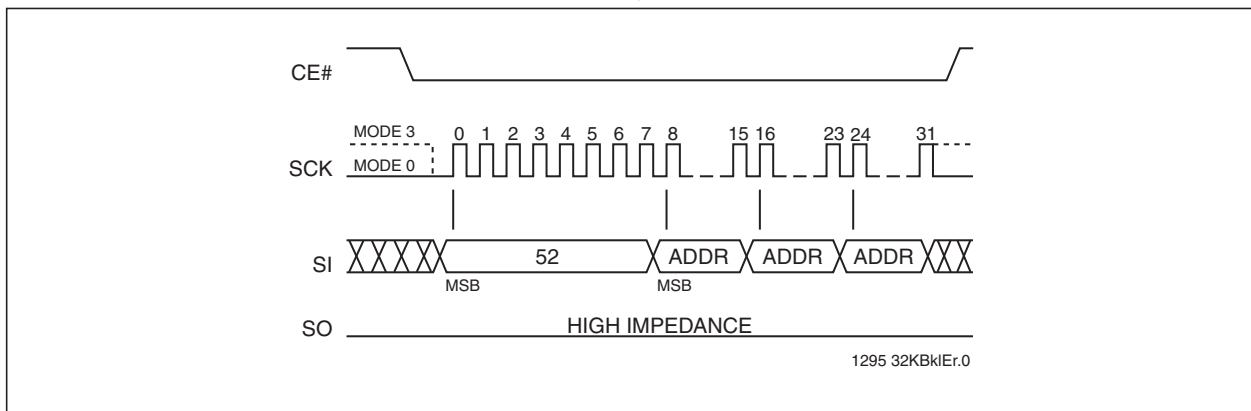 CE#
MODE 3
0 1 2 3 4 5 6 7 8 15 16 23 24 31
SCK
MODE 0
SI
52
ADDR
ADDR
ADDR
MSB
MSB
SO
HIGH IMPEDANCE
1295 32KBklEr.0